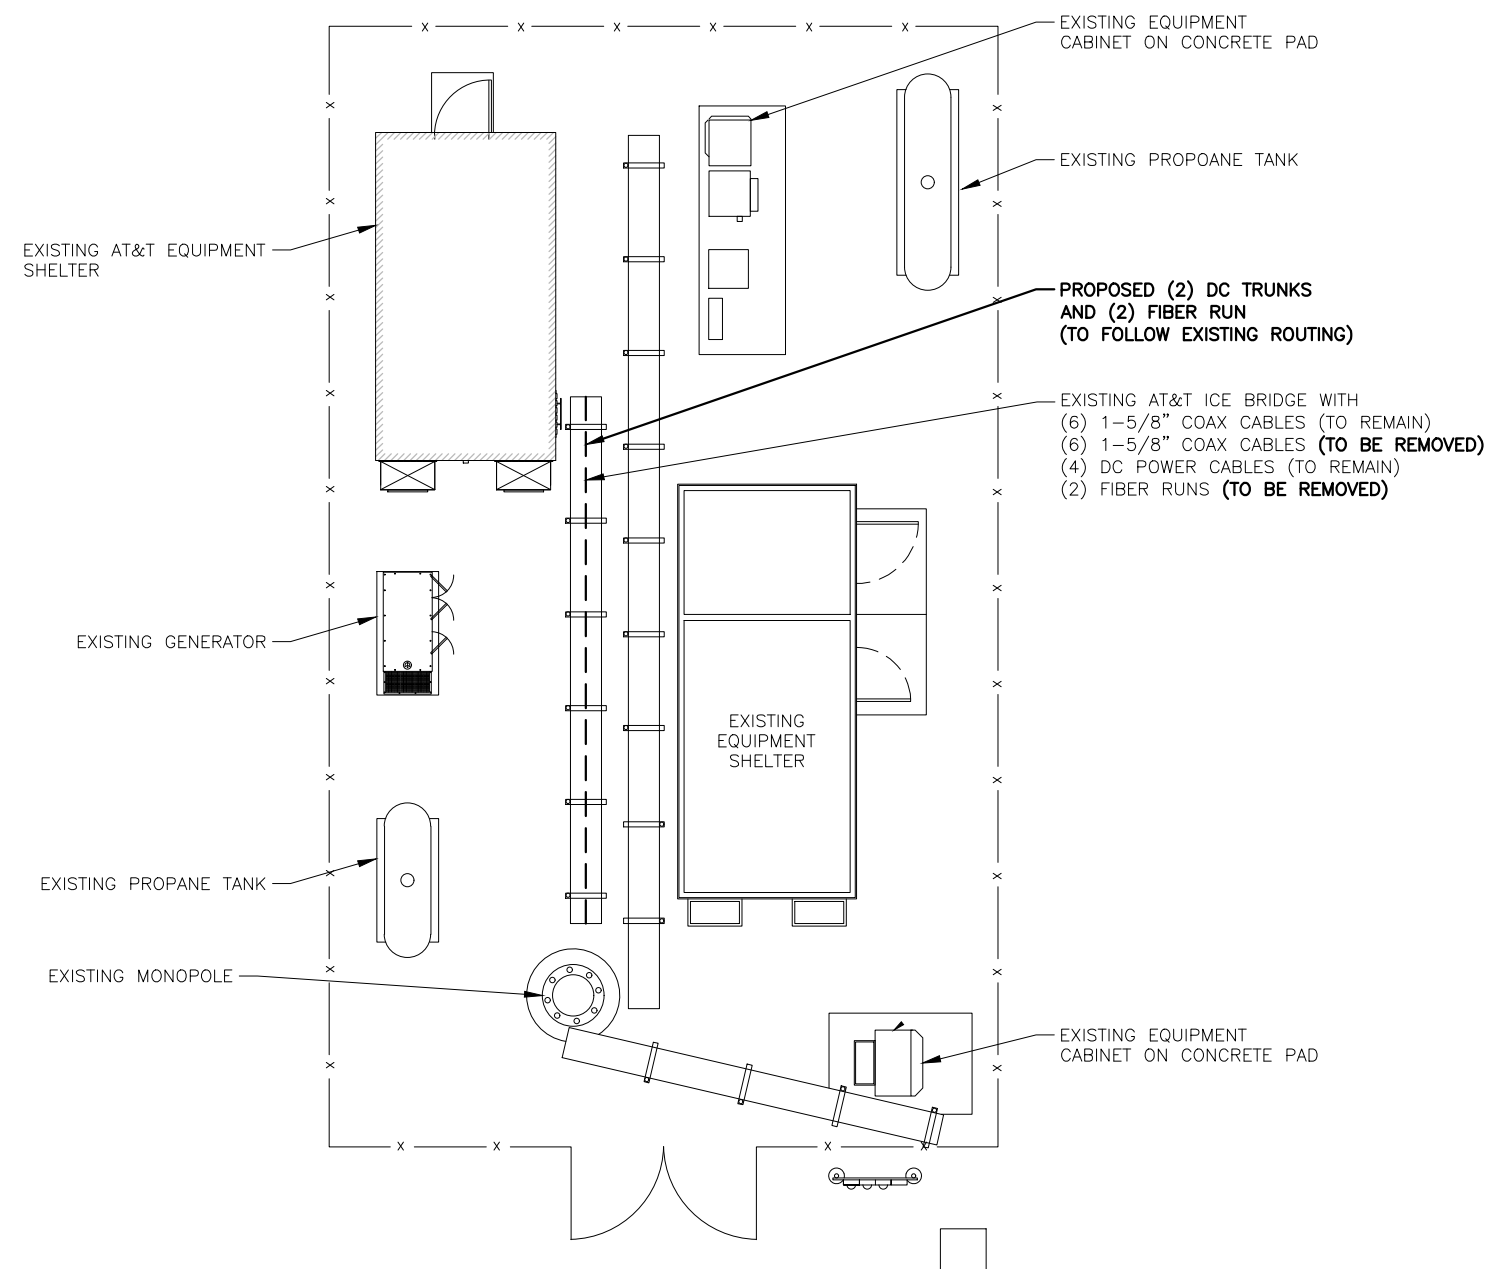 EXISTING EQUIPMENT
CABINET ON CONCRETE PAD
EXISTING PROPOANE TANK
EXISTING AT&T EQUIPMENT
SHELTER
PROPOSED (2) DC TRUNKS
AND (2) FIBER RUN
(TO FOLLOW EXISTING ROUTING)
EXISTING AT&T ICE BRIDGE WITH
(6) 1-5/8" COAX CABLES (TO REMAIN)
(6) 1-5/8" COAX CABLES (TO BE REMOVED)
(4) DC POWER CABLES (TO REMAIN)
(2) FIBER RUNS (TO BE REMOVED)
EXISTING GENERATOR
EXISTING
EQUIPMENT
SHELTER
EXISTING PROPANE TANK
EXISTING MONOPOLE
EXISTING EQUIPMENT
CABINET ON CONCRETE PAD